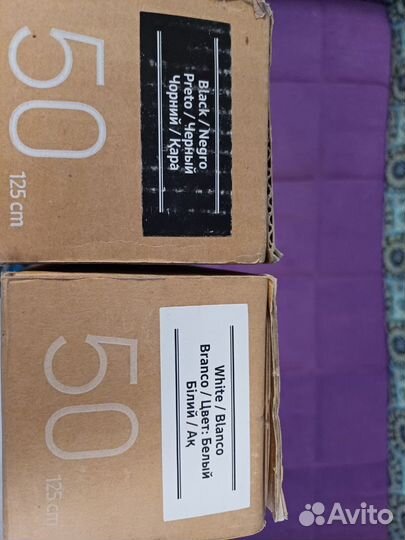 50
125 cm
Black / Negro
Preto / Черный
Чорний / Қара
50
125 cm
White / Blanco
Branco / Цвет: Белый
Білий / Ақ
Avito